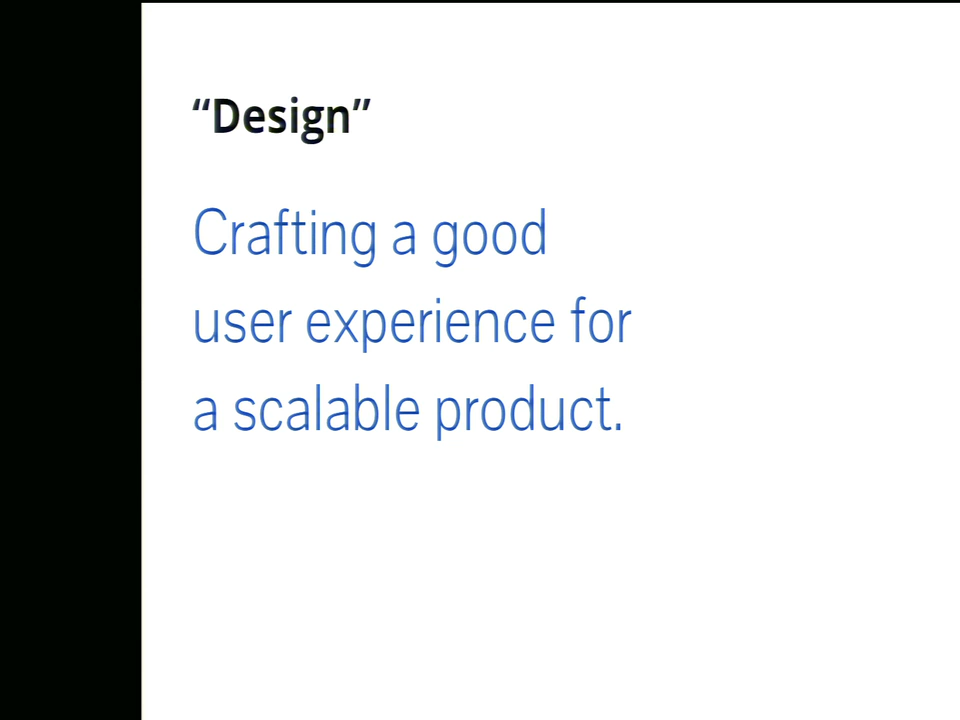 “Design”
Crafting a good
user experience for
a scalable product.